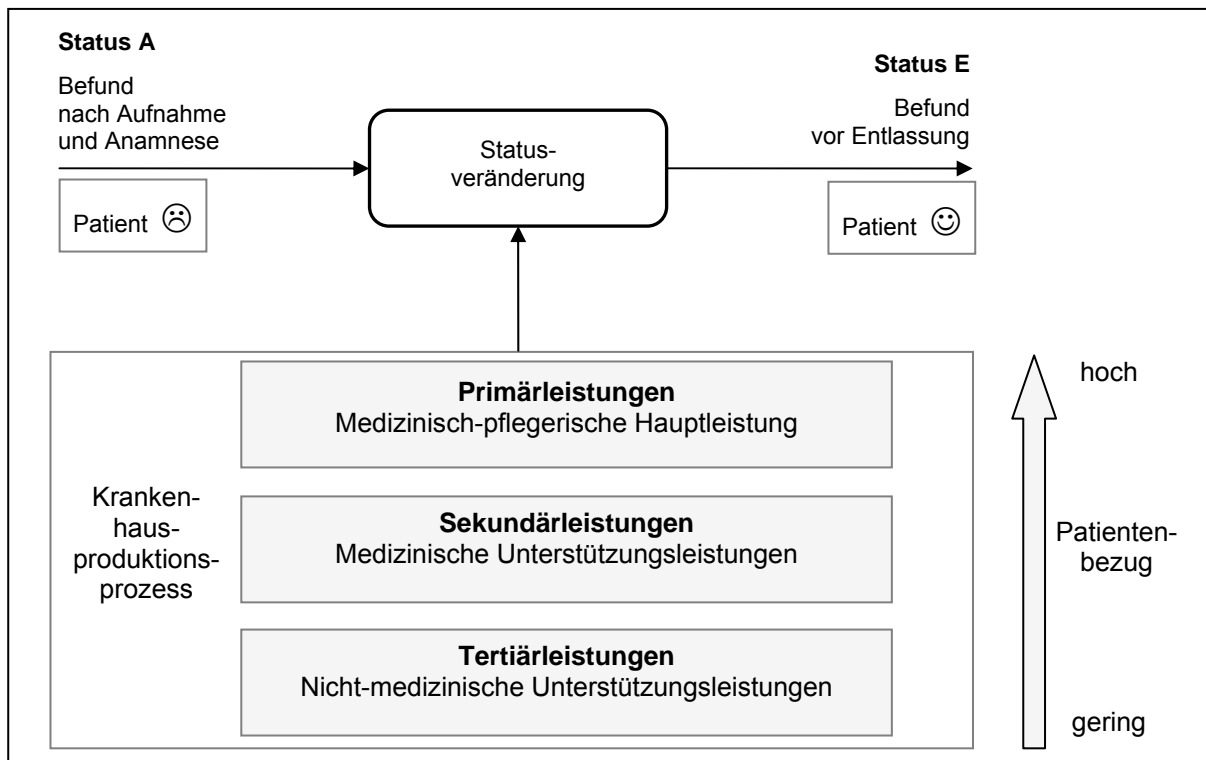 Status A
Befund
nach Aufnahme
und Anamnese
Patient
Status-
veränderung
Status E
Befund
vor Entlassung
Patient
Kranken-
haus-
produktions-
prozess
Primärleistungen
Medizinisch-pflegerische Hauptleistung
Sekundärleistungen
Medizinische Unterstützungsleistungen
Tertiärleistungen
Nicht-medizinische Unterstützungsleistungen
hoch
Patienten-
bezug
gering